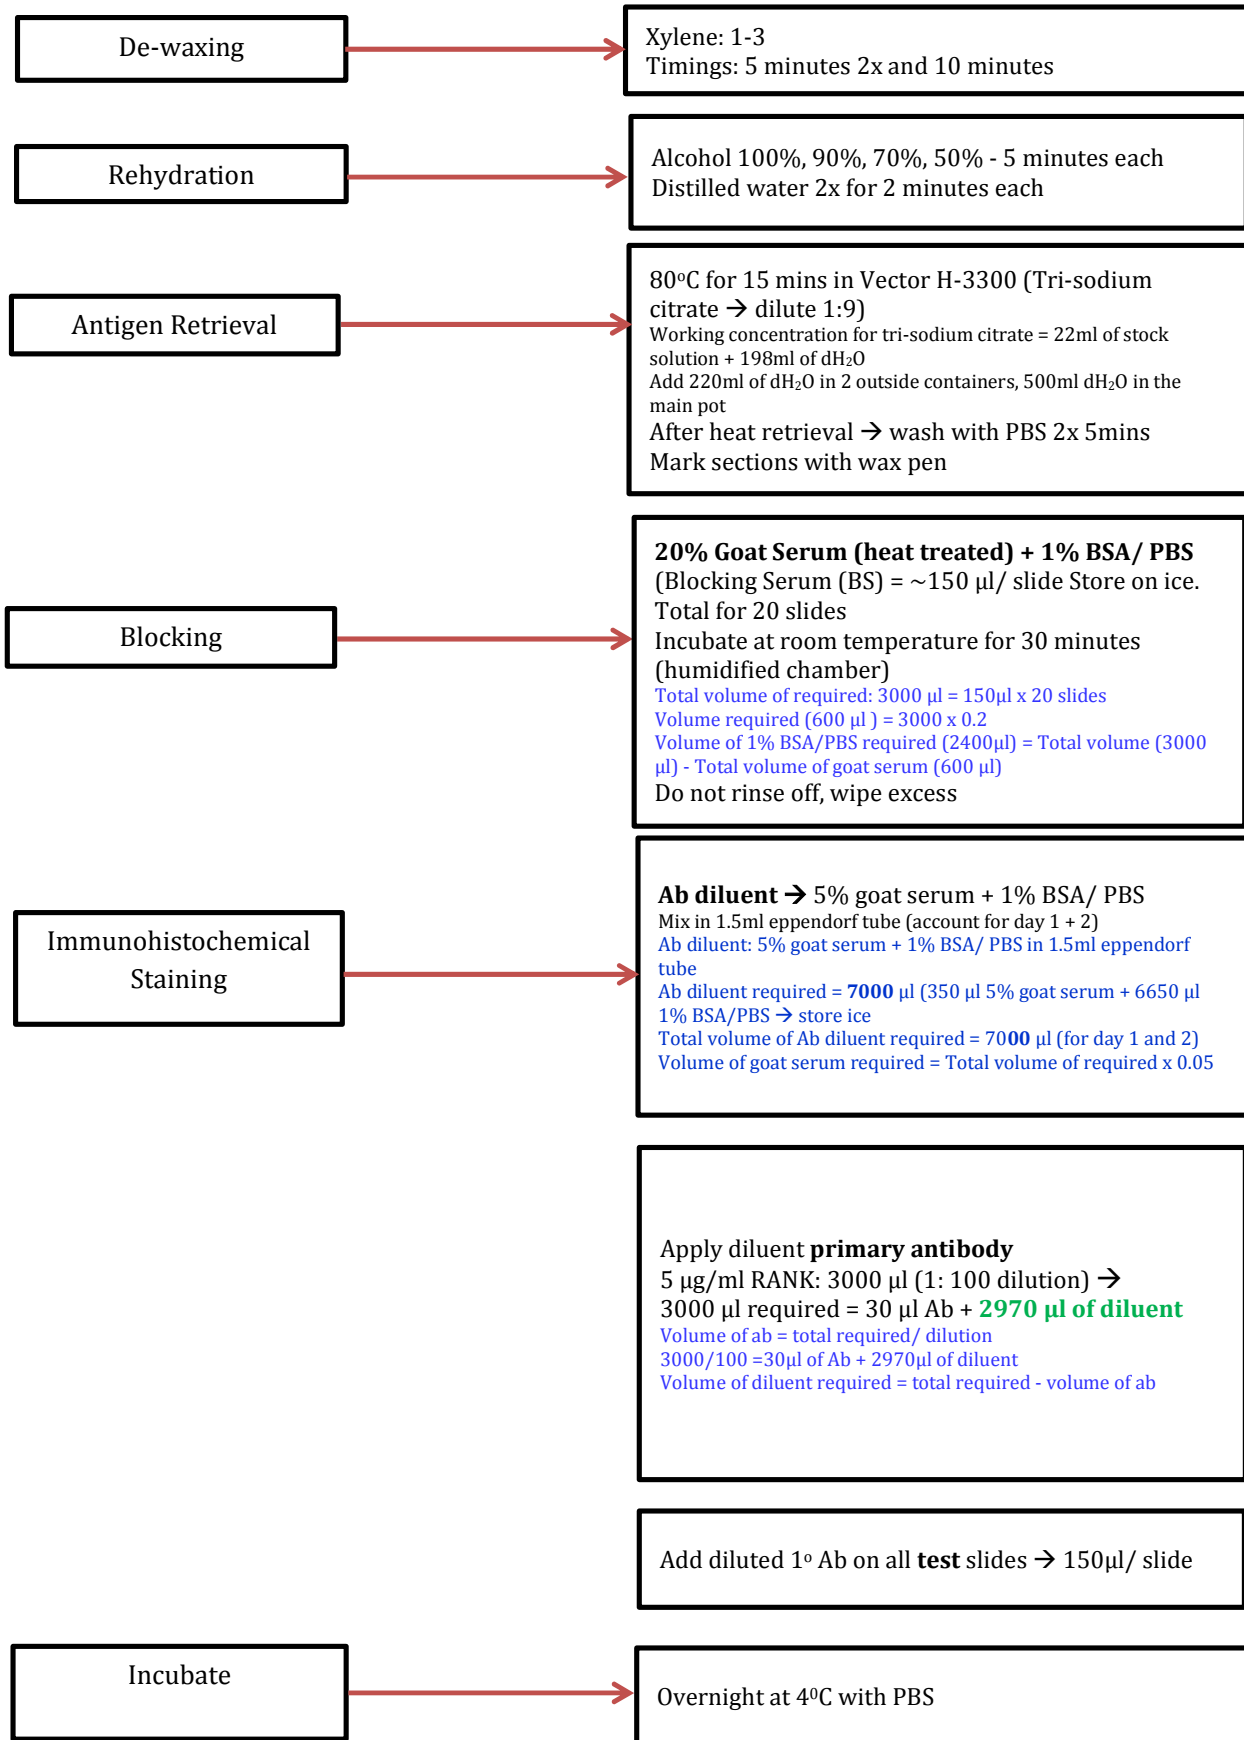 De-waxing
Xylene: 1-3
Timings: 5 minutes 2x and 10 minutes
Rehydration
Alcohol 100%, 90%, 70%, 50% - 5 minutes each
Distilled water 2x for 2 minutes each
Antigen Retrieval
80ºC for 15 mins in Vector H-3300 (Tri-sodium
citrate → dilute 1:9)
Working concentration for tri-sodium citrate = 22ml of stock
solution + 198ml of dH₂O
Add 220ml of dH₂O in 2 outside containers, 500ml dH₂O in the
main pot
After heat retrieval → wash with PBS 2x 5mins
Mark sections with wax pen
Blocking
20% Goat Serum (heat treated) + 1% BSA/ PBS
(Blocking Serum (BS) = ~150 µl/ slide Store on ice.
Total for 20 slides
Incubate at room temperature for 30 minutes
(humidified chamber)
Total volume of required: 3000 µl = 150µl x 20 slides
Volume required (600 µl ) = 3000 x 0.2
Volume of 1% BSA/PBS required (2400µl) = Total volume (3000
µl) - Total volume of goat serum (600 µl)
Do not rinse off, wipe excess
Immunohistochemical
Staining
Ab diluent → 5% goat serum + 1% BSA/ PBS
Mix in 1.5ml eppendorf tube (account for day 1 + 2)
Ab diluent: 5% goat serum + 1% BSA/ PBS in 1.5ml eppendorf
tube
Ab diluent required = 7000 µl (350 µl 5% goat serum + 6650 µl
1% BSA/PBS → store ice
Total volume of Ab diluent required = 7000 µl (for day 1 and 2)
Volume of goat serum required = Total volume of required x 0.05
Apply diluent primary antibody
5 µg/ml RANK: 3000 µl (1: 100 dilution) →
3000 µl required = 30 µl Ab + 2970 µl of diluent
Volume of ab = total required/ dilution
3000/100 =30µl of Ab + 2970µl of diluent
Volume of diluent required = total required - volume of ab
Add diluted 1º Ab on all test slides → 150µl/ slide
Incubate
Overnight at 4⁰C with PBS